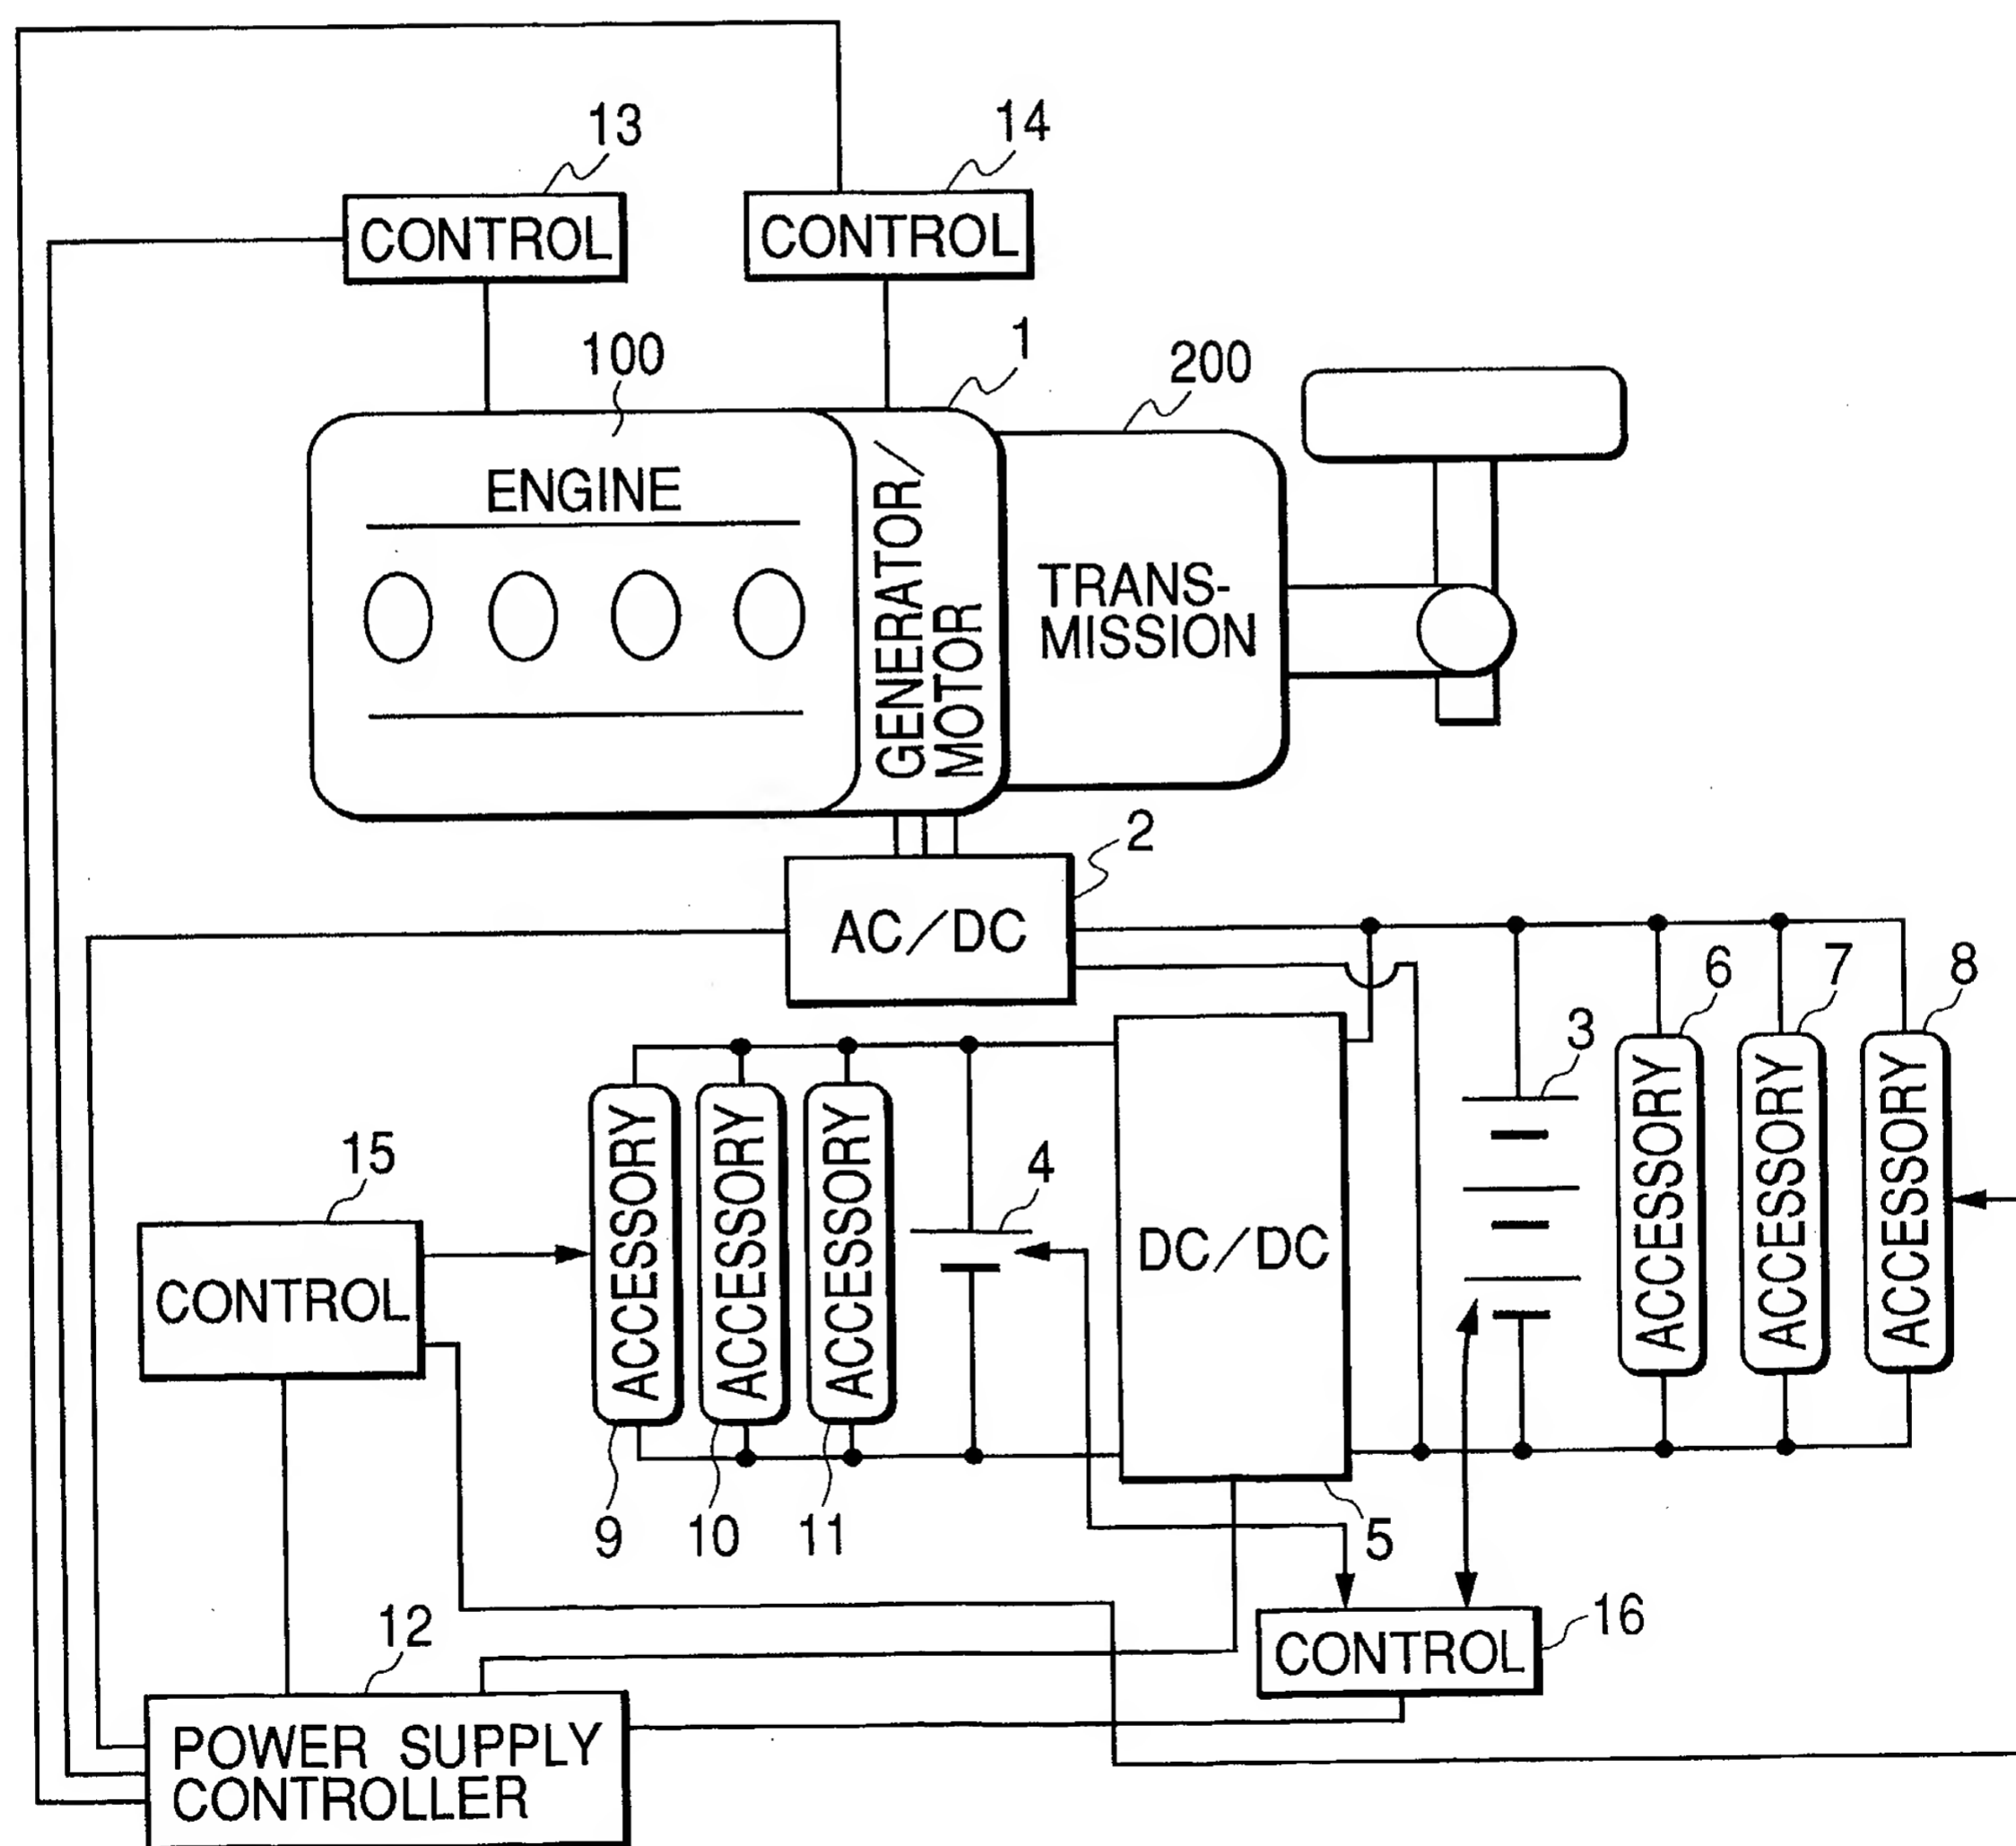 13
14
CONTROL
CONTROL
100
1
200
ENGINE
GENERATOR/
MOTOR
TRANS-
MISSION
2
AC/DC
6
7
8
3
ACCESSORY
ACCESSORY
ACCESSORY
15
4
ACCESSORY
ACCESSORY
ACCESSORY
DC/DC
CONTROL
9
10
11
5
12
16
CONTROL
POWER SUPPLY
CONTROLLER